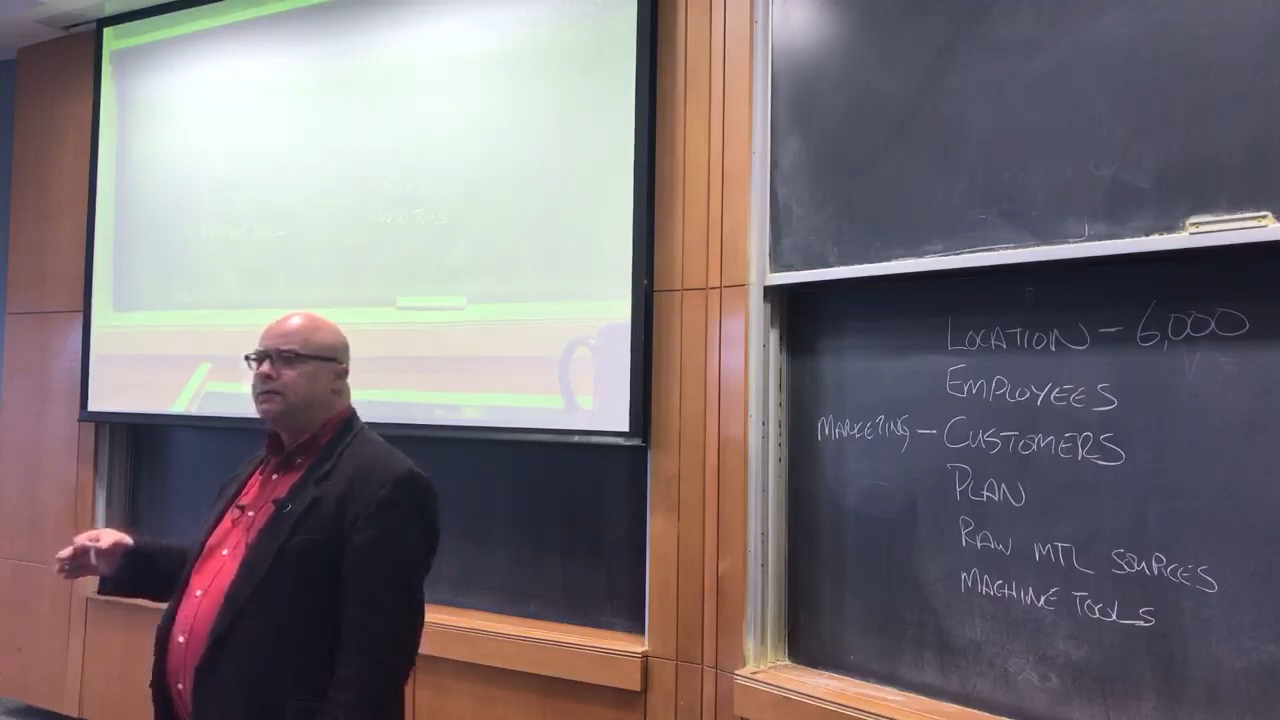 LOCATION - 6,000
EMPLOYEES
MARKETING - CUSTOMERS
PLAN
RAW MTL SOURCES
MACHINE TOOLS